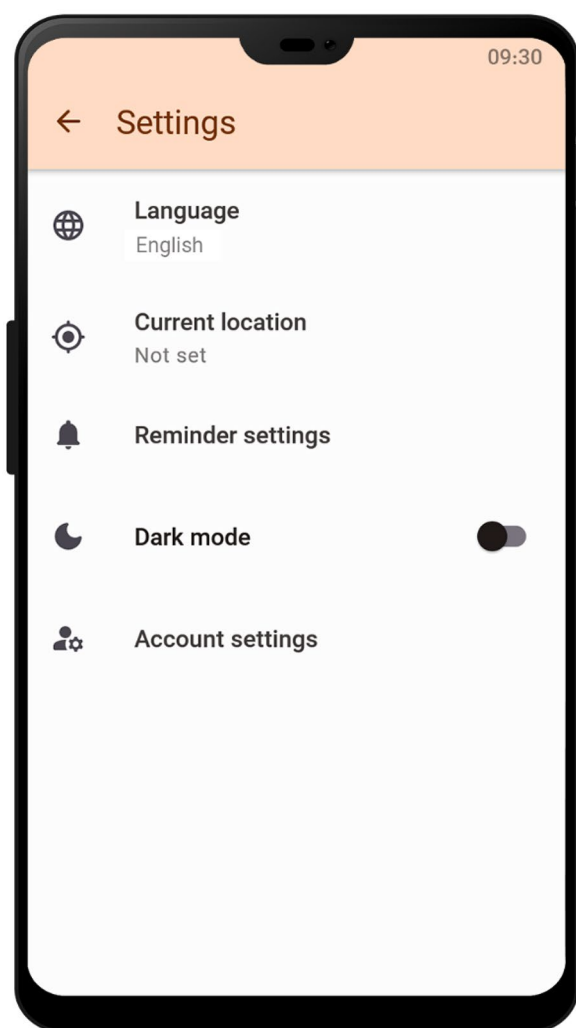 09:30
Settings
Language
English
Current location
Not set
Reminder settings
Dark mode
Account settings